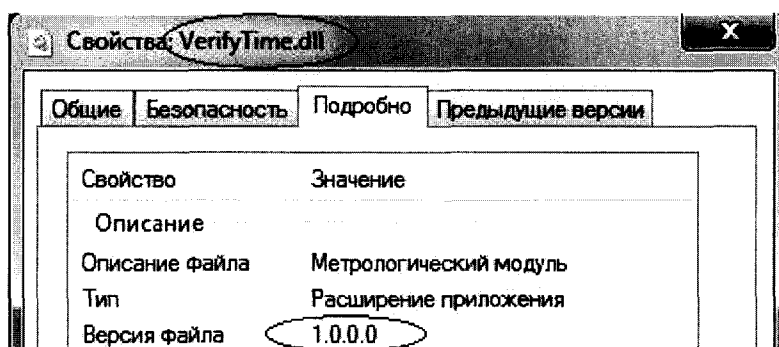 Свойства: VerifyTime.dll
X
Общие Безопасность Подробно Предыдущие версии
Свойство Значение
Описание
Описание файла Метрологический модуль
Тип Расширение приложения
Версия файла 1.0.0.0